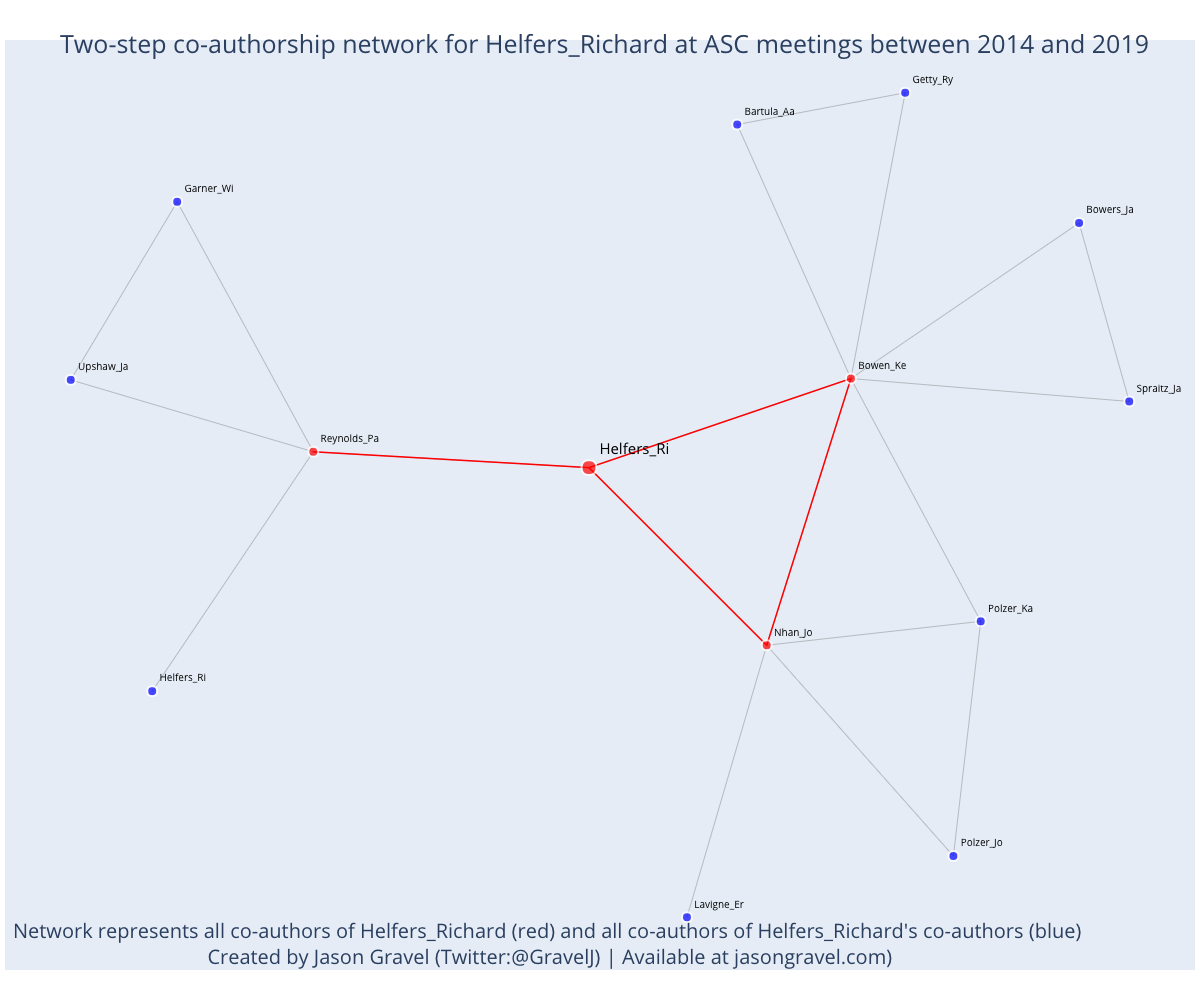 Two-step co-authorship network for Helfers_Richard at ASC meetings between 2014 and 2019
Getty_Ry
Bartula_Aa
Garner_Wi
Bowers_Ja
Upshaw_Ja
Bowen_Ke
Spraitz_Ja
Reynolds_Pa
Helfers_Ri
Polzer_Ka
Nhan_Jo
Helfers_Ri
Polzer_Jo
Lavigne_Er
Network represents all co-authors of Helfers_Richard (red) and all co-authors of Helfers_Richard's co-authors (blue)
Created by Jason Gravel (Twitter:@GravelJ) | Available at jasongravel.com)